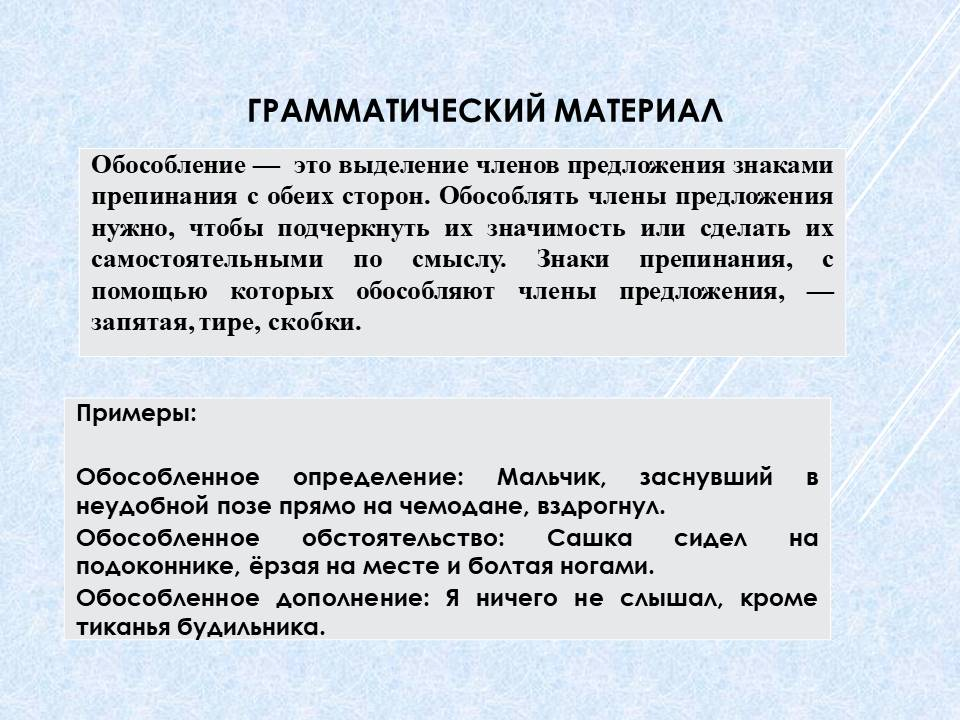 ГРАММАТИЧЕСКИЙ МАТЕРИАЛ
Обособление — это выделение членов предложения знаками
препинания с обеих сторон. Обособлять члены предложения
нужно, чтобы подчеркнуть их значимость или сделать их
самостоятельными по смыслу. Знаки препинания, с
помощью которых обособляют члены предложения, —
запятая, тире, скобки.
Примеры:
Обособленное определение: Мальчик, заснувший в
неудобной позе прямо на чемодане, вздрогнул.
Обособленное обстоятельство: Сашка сидел на
подоконнике, ёрзая на месте и болтая ногами.
Обособленное дополнение: Я ничего не слышал, кроме
тиканья будильника.